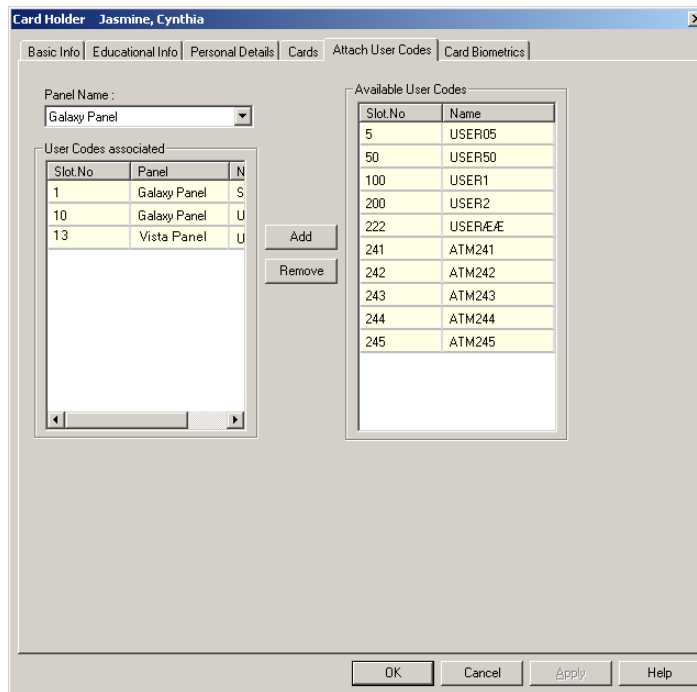 Card Holder Jasmine, Cynthia
Basic Info Educational Info Personal Details Cards Attach User Codes Card Biometrics
Panel Name :
Galaxy Panel
User Codes associated
Slot.No Panel N
1 Galaxy Panel S
10 Galaxy Panel U
13 Vista Panel U
Add
Remove
Available User Codes
Slot.No Name
5 USER05
50 USER50
100 USER1
200 USER2
222 USERÆÆ
241 ATM241
242 ATM242
243 ATM243
244 ATM244
245 ATM245
OK Cancel Apply Help